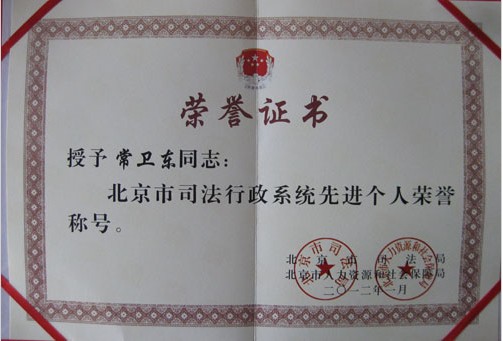 荣誉证书
授予 常卫东同志：
北京市司法行政系统先进个人荣誉
称号。
北京市司法局
北京市人力资源和社会保障局
二〇一二年一月